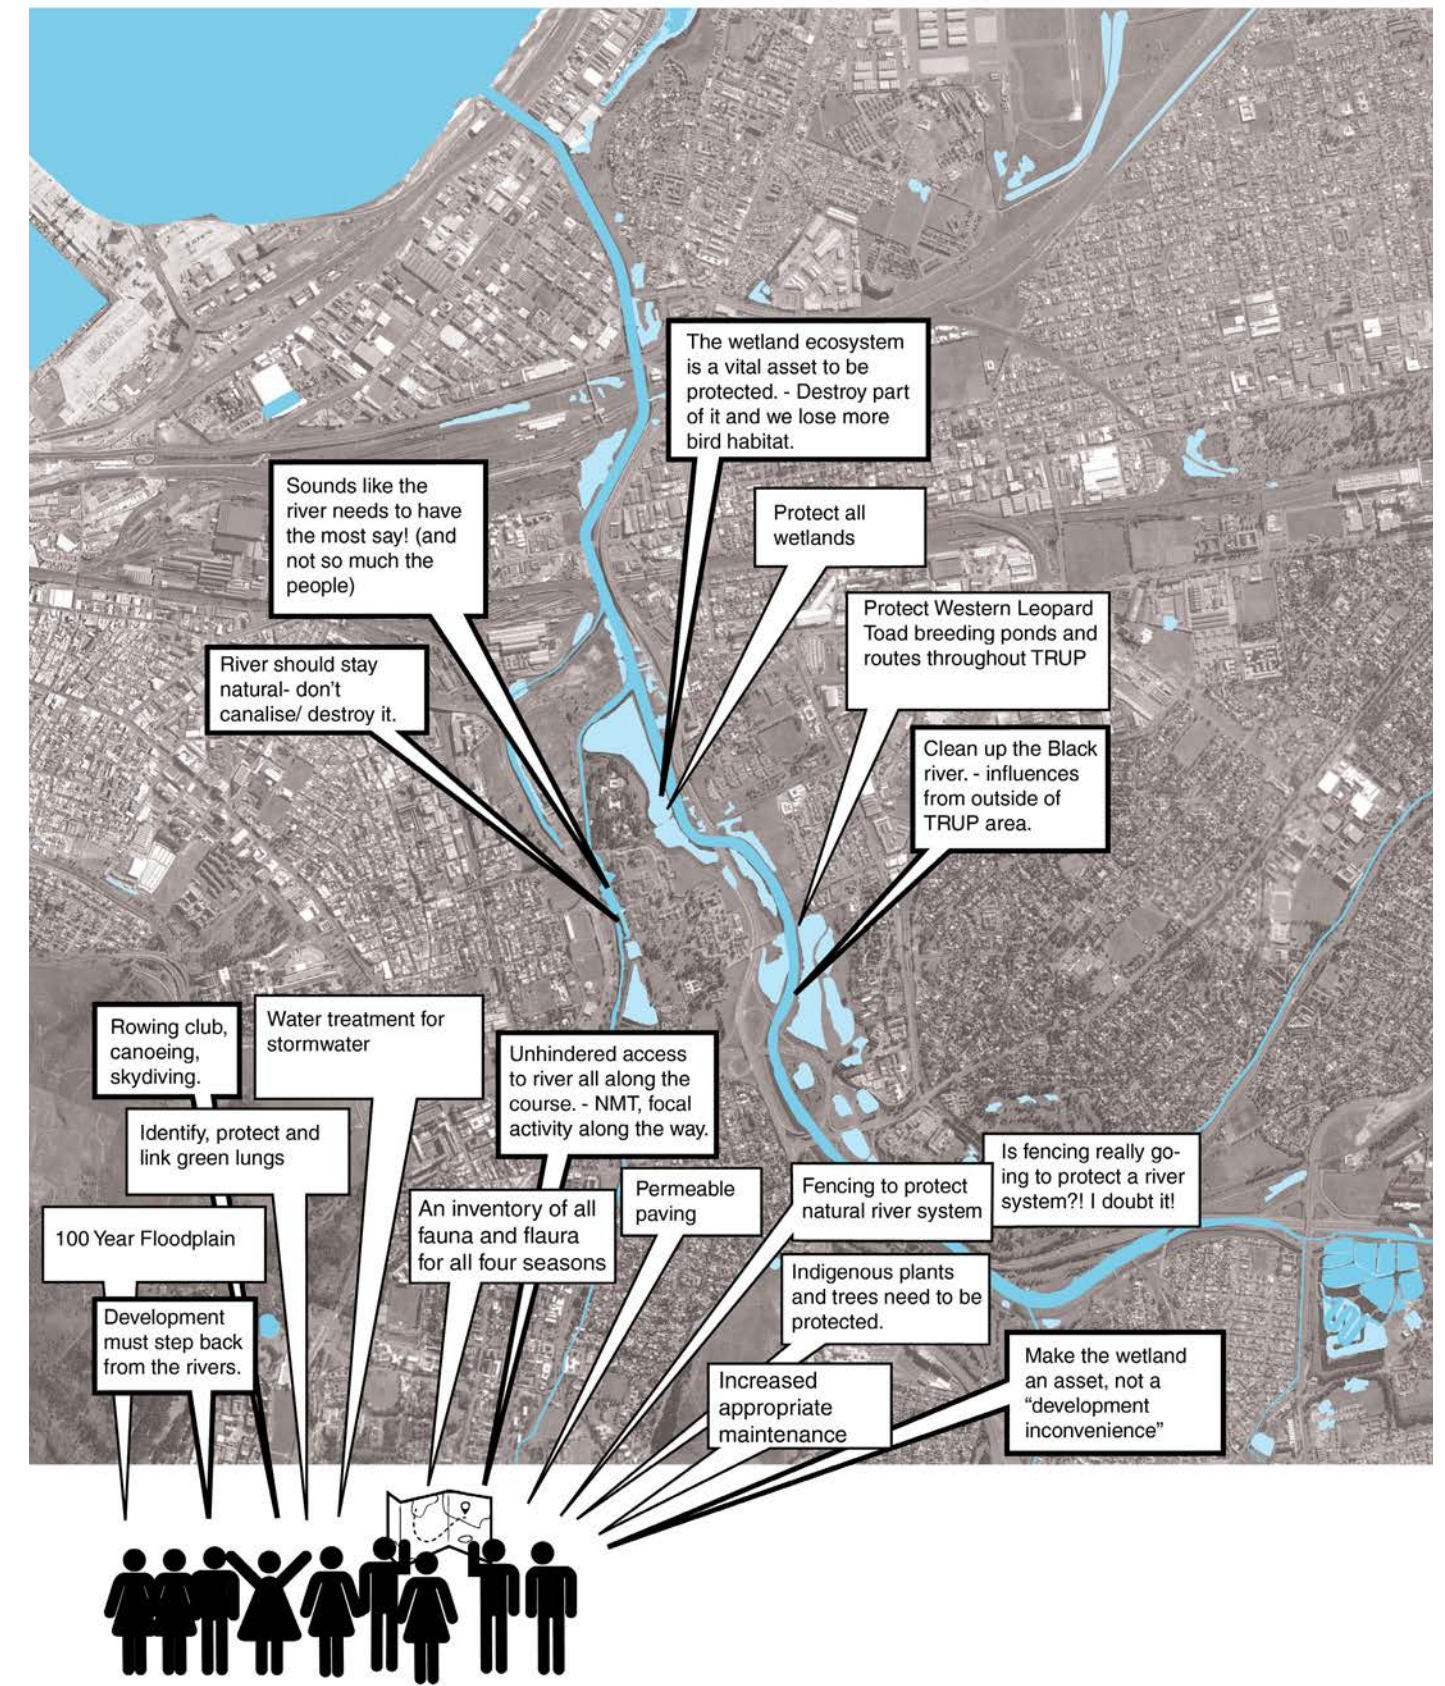 The wetland ecosystem
is a vital asset to be
protected. - Destroy part
of it and we lose more
bird habitat.
Sounds like the
river needs to have
the most say! (and
not so much the
people)
Protect all
wetlands
Protect Western Leopard
Toad breeding ponds and
routes throughout TRUP
River should stay
natural- don't
canalise/ destroy it.
Clean up the Black
river. - influences
from outside of
TRUP area.
Rowing club,
canoeing,
skydiving.
Water treatment for
stormwater
Unhindered access
to river all along the
course. - NMT, focal
activity along the way.
Identify, protect and
link green lungs
Is fencing really go-
ing to protect a river
system?! I doubt it!
Fencing to protect
natural river system
Permeable
paving
An inventory of all
fauna and flaura
for all four seasons
100 Year Floodplain
Indigenous plants
and trees need to be
protected.
Development
must step back
from the rivers.
Make the wetland
an asset, not a
“development
inconvenience”
Increased
appropriate
maintenance